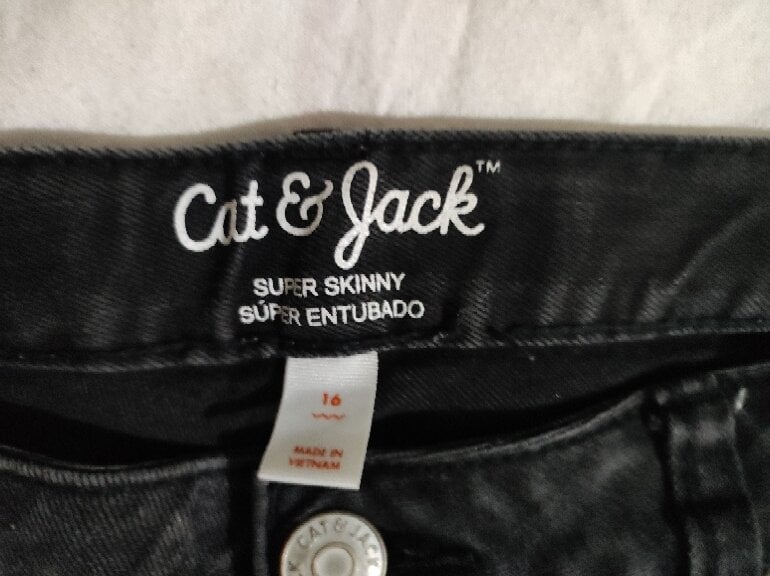 Cat & Jack™
SUPER SKINNY
SÚPER ENTUBADO
16
MADE IN
VIETNAM
CAT & JACK